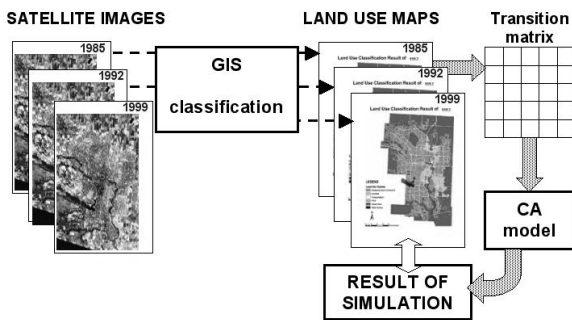 SATELLITE IMAGES
LAND USE MAPS
Transition
matrix
1985
1992
1999
GIS
classification
1985
Land Use Classification Result of
1992
Land Use Classification Result of
1999
Land Use Classification Result of
LEGEND
CA
model
RESULT OF
SIMULATION